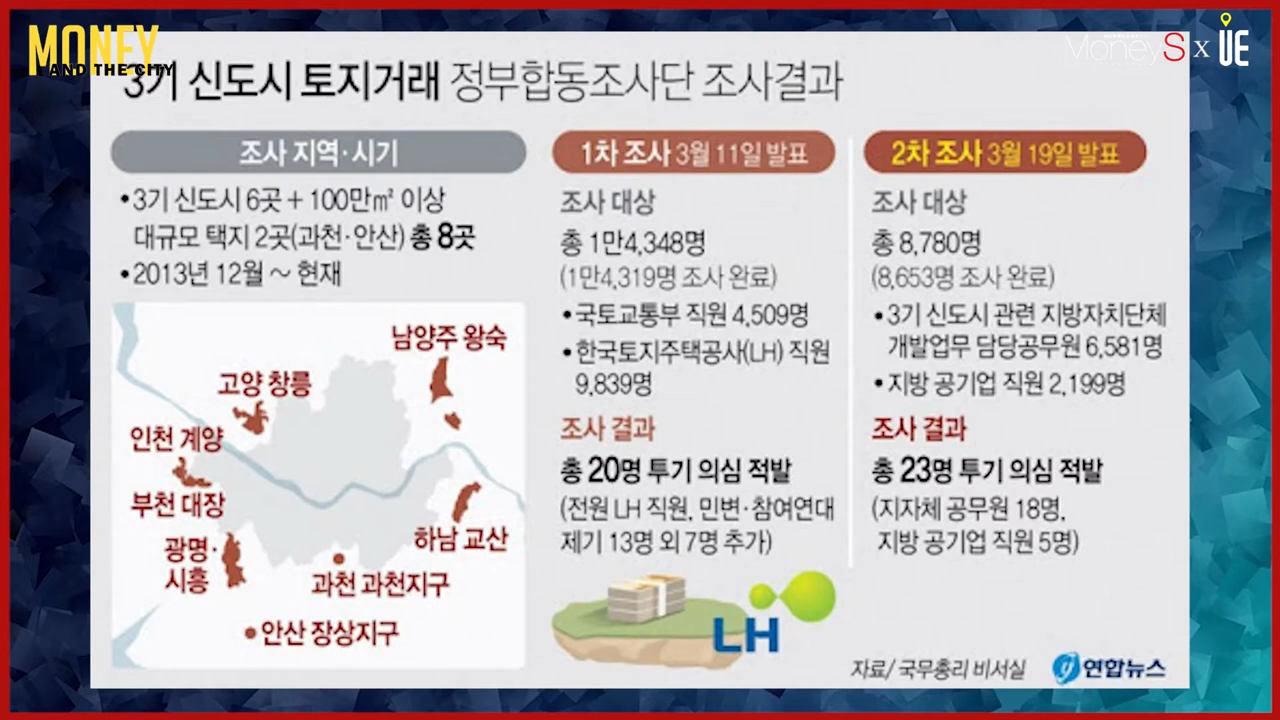 MONEY
AND THE CITY
MoneyS x UE
3기 신도시 토지거래 정부합동조사단 조사결과
조사 지역·시기
•3기 신도시 6곳 + 100만㎡ 이상
대규모 택지 2곳(과천·안산) 총 8곳
•2013년 12월 ~ 현재
남양주 왕숙
고양 창릉
인천 계양
부천 대장
광명·
시흥
하남 교산
과천 과천지구
안산 장상지구
1차 조사 3월 11일 발표
조사 대상
총 1만4,348명
(1만4,319명 조사 완료)
•국토교통부 직원 4,509명
•한국토지주택공사(LH) 직원
9,839명
조사 결과
총 20명 투기 의심 적발
(전원 LH 직원, 민변·참여연대
제기 13명 외 7명 추가)
LH
2차 조사 3월 19일 발표
조사 대상
총 8,780명
(8,653명 조사 완료)
•3기 신도시 관련 지방자치단체
개발업무 담당공무원 6,581명
•지방 공기업 직원 2,199명
조사 결과
총 23명 투기 의심 적발
(지자체 공무원 18명,
지방 공기업 직원 5명)
자료/ 국무총리 비서실
연합뉴스